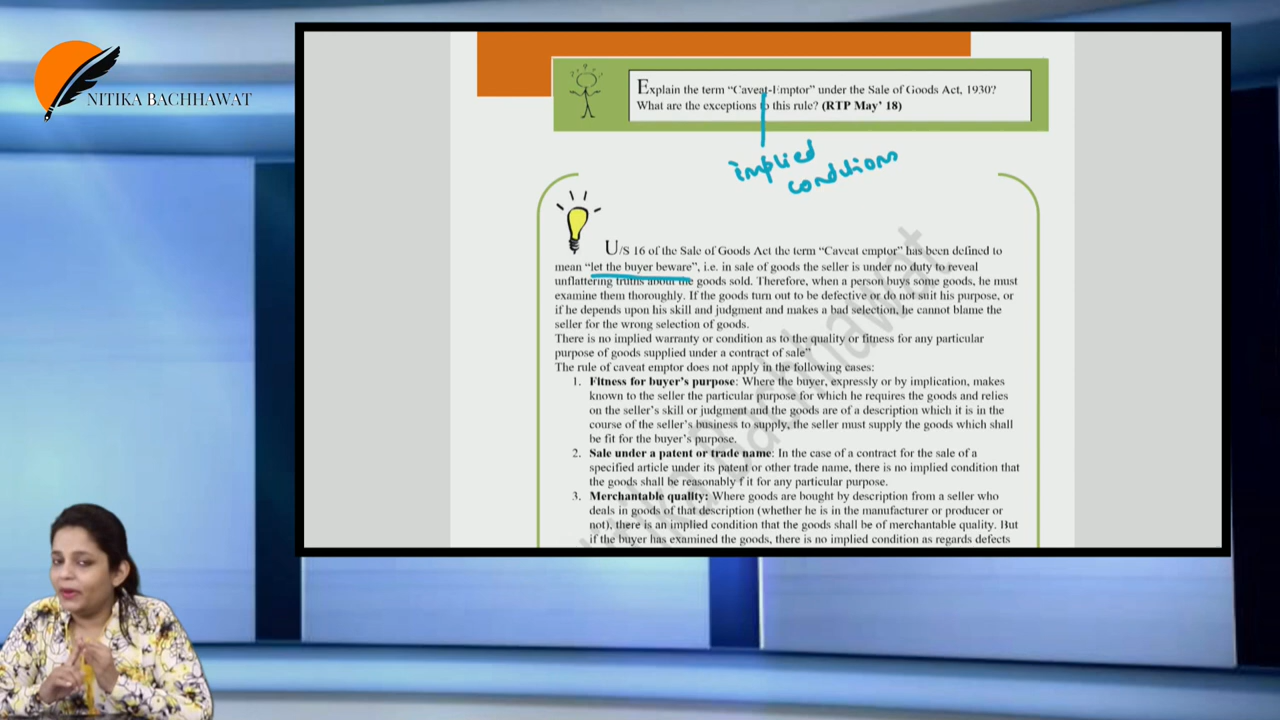 NITIKA BACHHAWAT
Explain the term “Caveat-Emptor” under the Sale of Goods Act, 1930?
What are the exceptions to this rule? (RTP May’ 18)
implied
conditions
U/S 16 of the Sale of Goods Act the term “Caveat emptor” has been defined to
mean “let the buyer beware”, i.e. in sale of goods the seller is under no duty to reveal
unflattering truths about the goods sold. Therefore, when a person buys some goods, he must
examine them thoroughly. If the goods turn out to be defective or do not suit his purpose, or
if he depends upon his skill and judgment and makes a bad selection, he cannot blame the
seller for the wrong selection of goods.
There is no implied warranty or condition as to the quality or fitness for any particular
purpose of goods supplied under a contract of sale”
The rule of caveat emptor does not apply in the following cases:
1. Fitness for buyer’s purpose: Where the buyer, expressly or by implication, makes
known to the seller the particular purpose for which he requires the goods and relies
on the seller’s skill or judgment and the goods are of a description which it is in the
course of the seller’s business to supply, the seller must supply the goods which shall
be fit for the buyer’s purpose.
2. Sale under a patent or trade name: In the case of a contract for the sale of a
specified article under its patent or other trade name, there is no implied condition that
the goods shall be reasonably f it for any particular purpose.
3. Merchantable quality: Where goods are bought by description from a seller who
deals in goods of that description (whether he is in the manufacturer or producer or
not), there is an implied condition that the goods shall be of merchantable quality. But
if the buyer has examined the goods, there is no implied condition as regards defects
Nitika Bachhawat